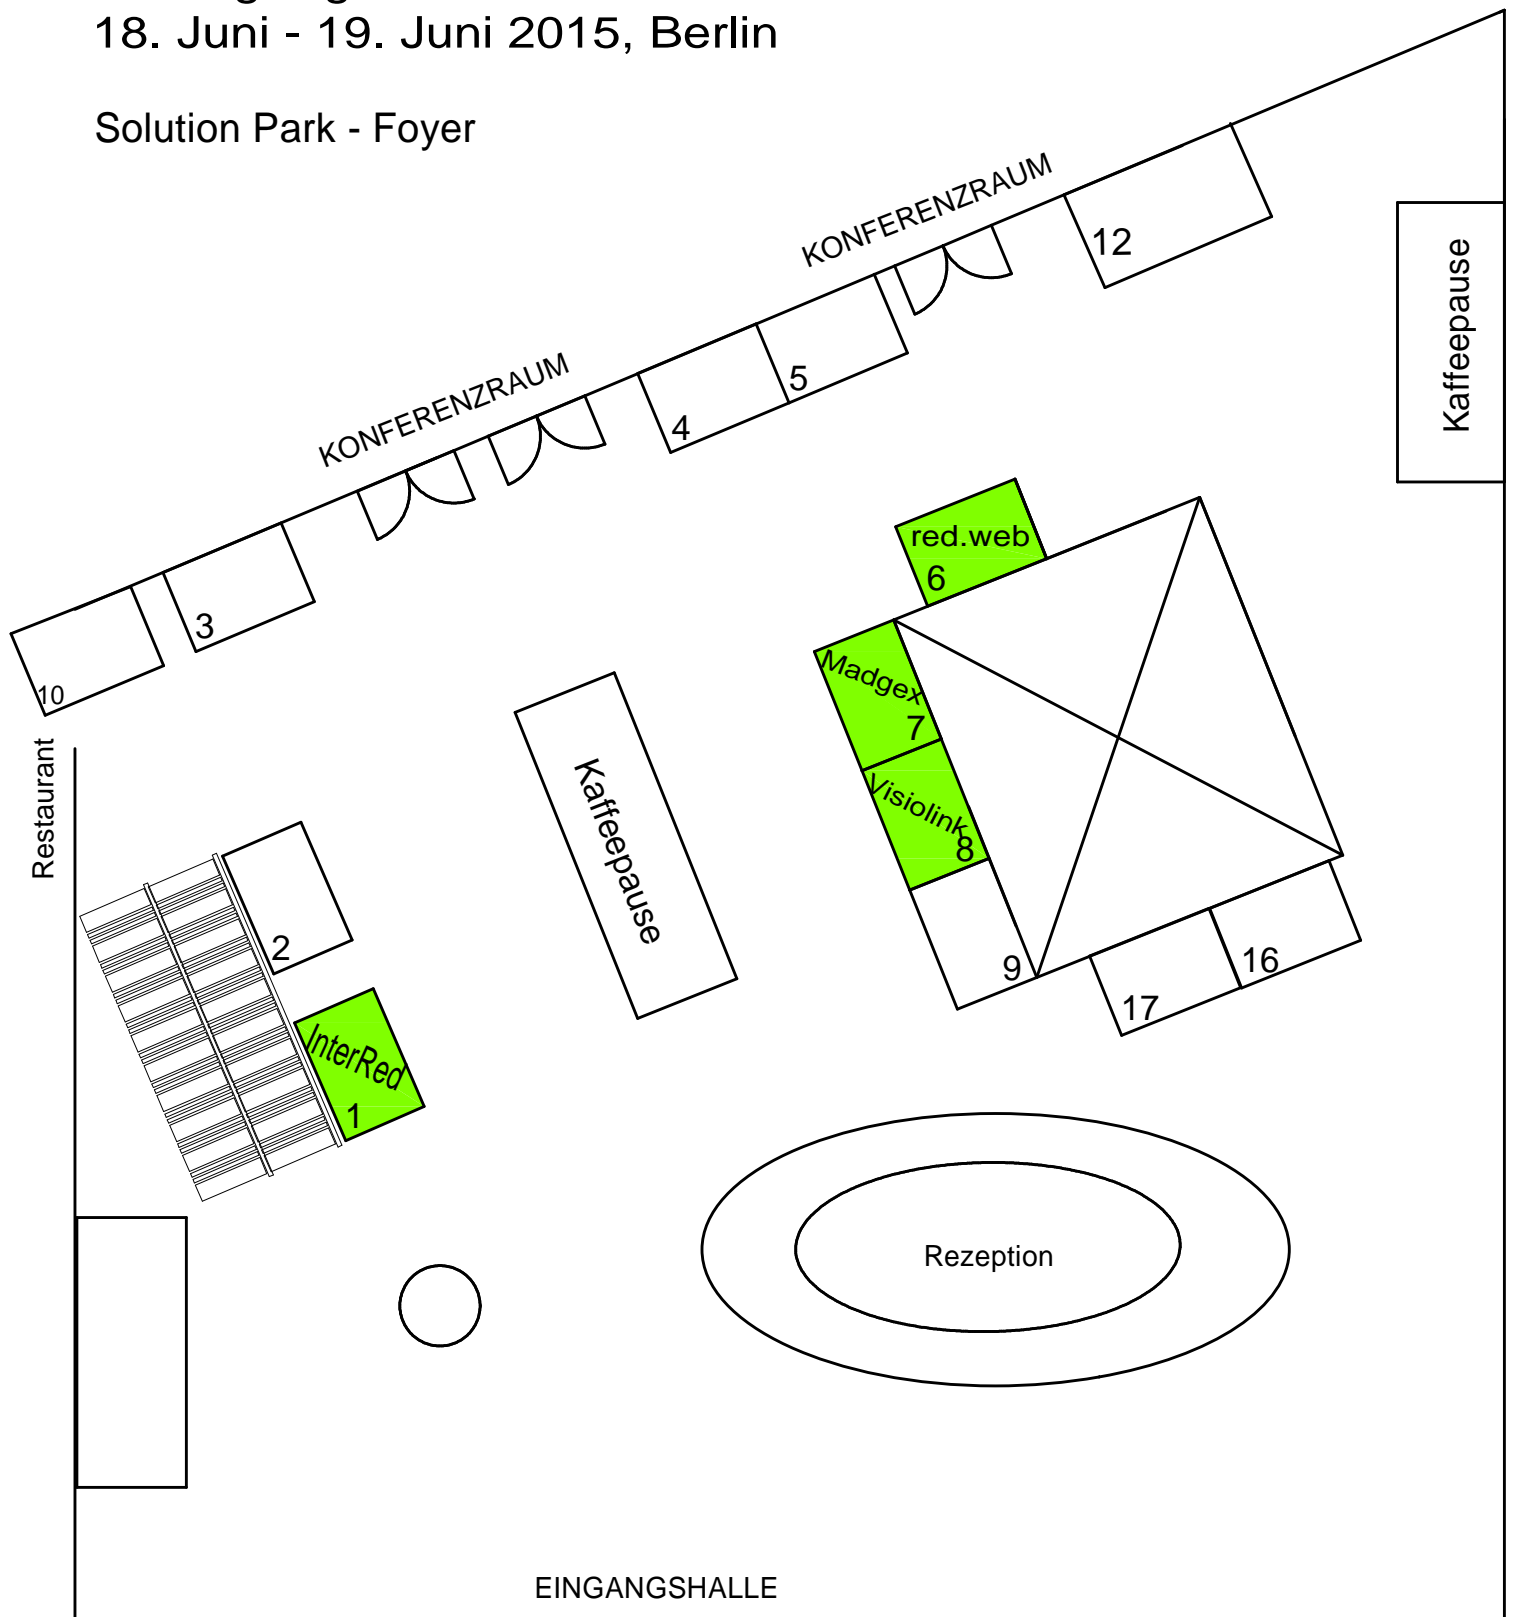 18. Juni - 19. Juni 2015, Berlin
Solution Park - Foyer
KONFERENZRAUM
12
Kaffeepause
5
4
KONFERENZRAUM
red.web
6
3
10
Madgex
7
Restaurant
Kaffeepause
Visiolink
8
2
9
16
17
InterRed
1
Rezeption
EINGANGSHALLE